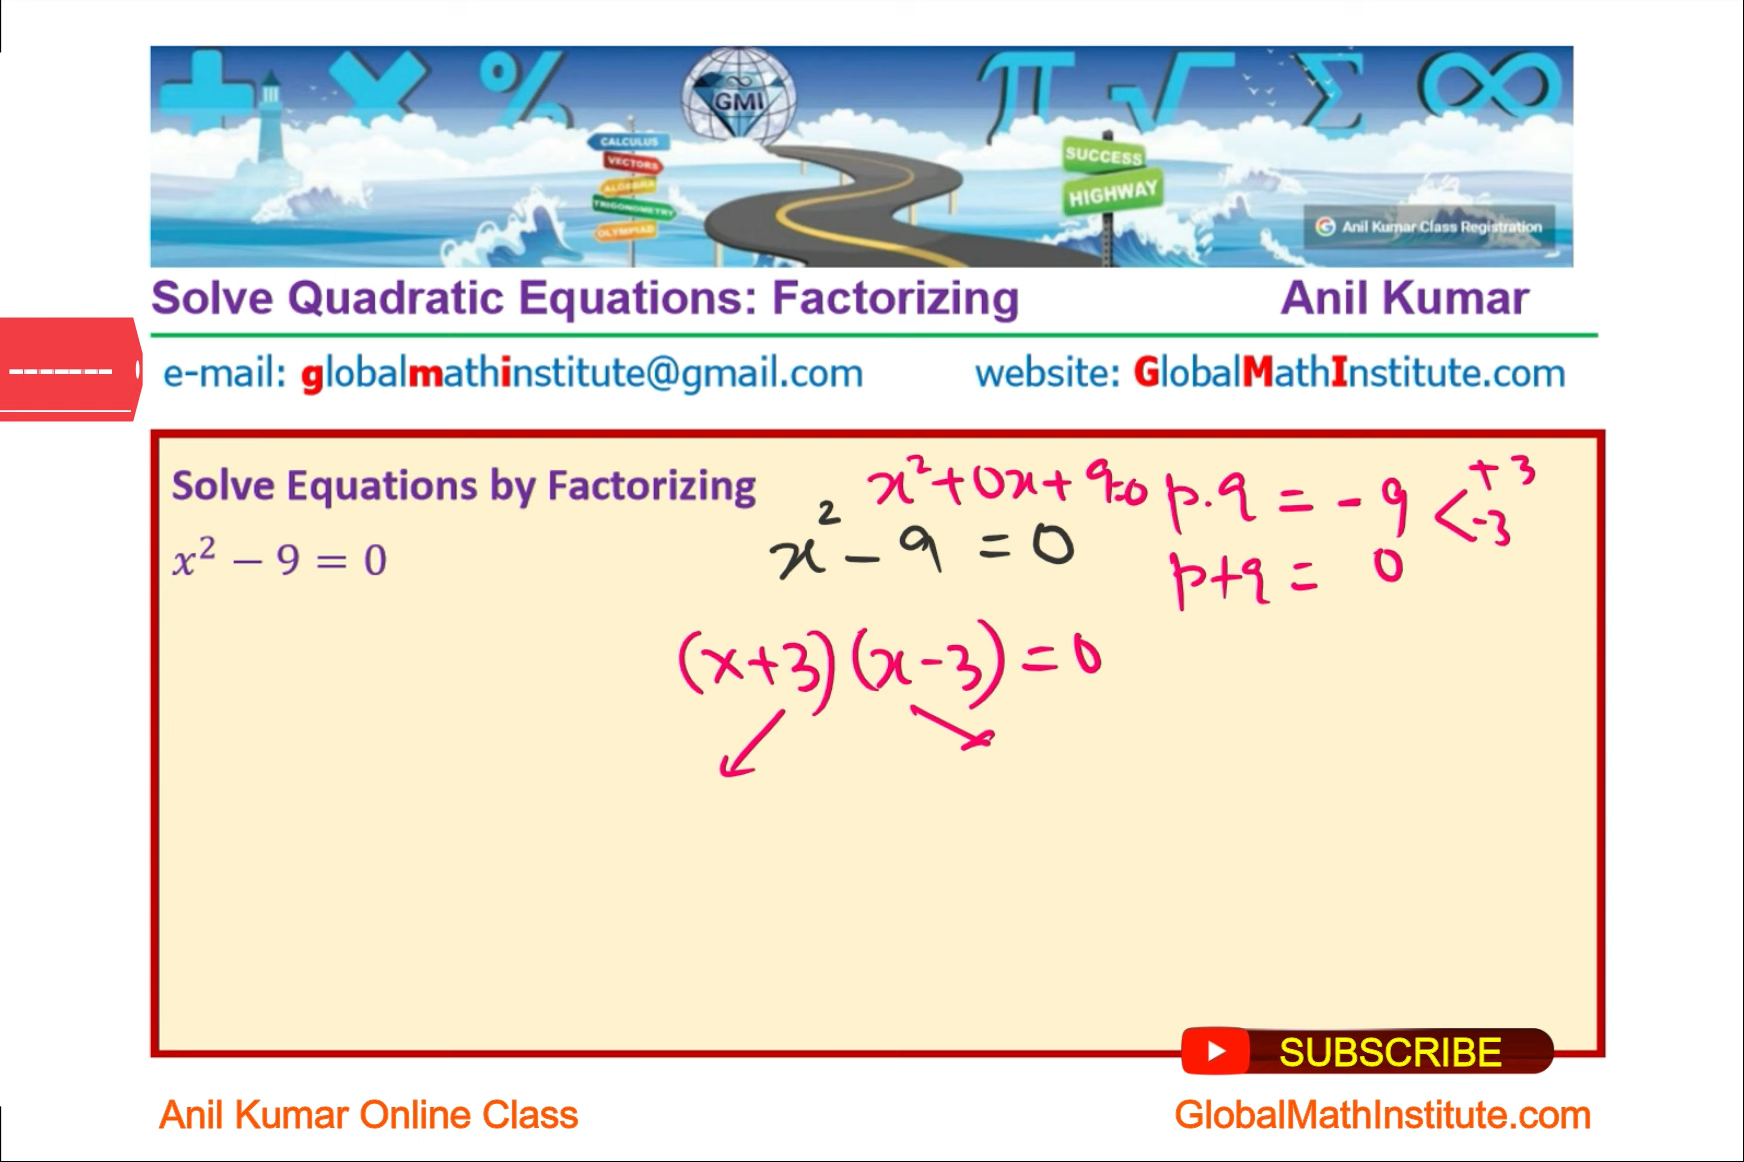 GMI
CALCULUS
VECTORS
ALGEBRA
TRIGONOMETRY
OLYMPIAD
SUCCESS
HIGHWAY
Anil Kumar Class Registration
Solve Quadratic Equations: Factorizing Anil Kumar
e-mail: globalmathinstitute@gmail.com website: GlobalMathInstitute.com
Solve Equations by Factorizing
x² − 9 = 0
x² + 0x + 9 = 0
x² − 9 = 0
p.q = - 9 < + 3 -3
p+q = 0
(x+3)(x-3) = 0
SUBSCRIBE
Anil Kumar Online Class GlobalMathInstitute.com